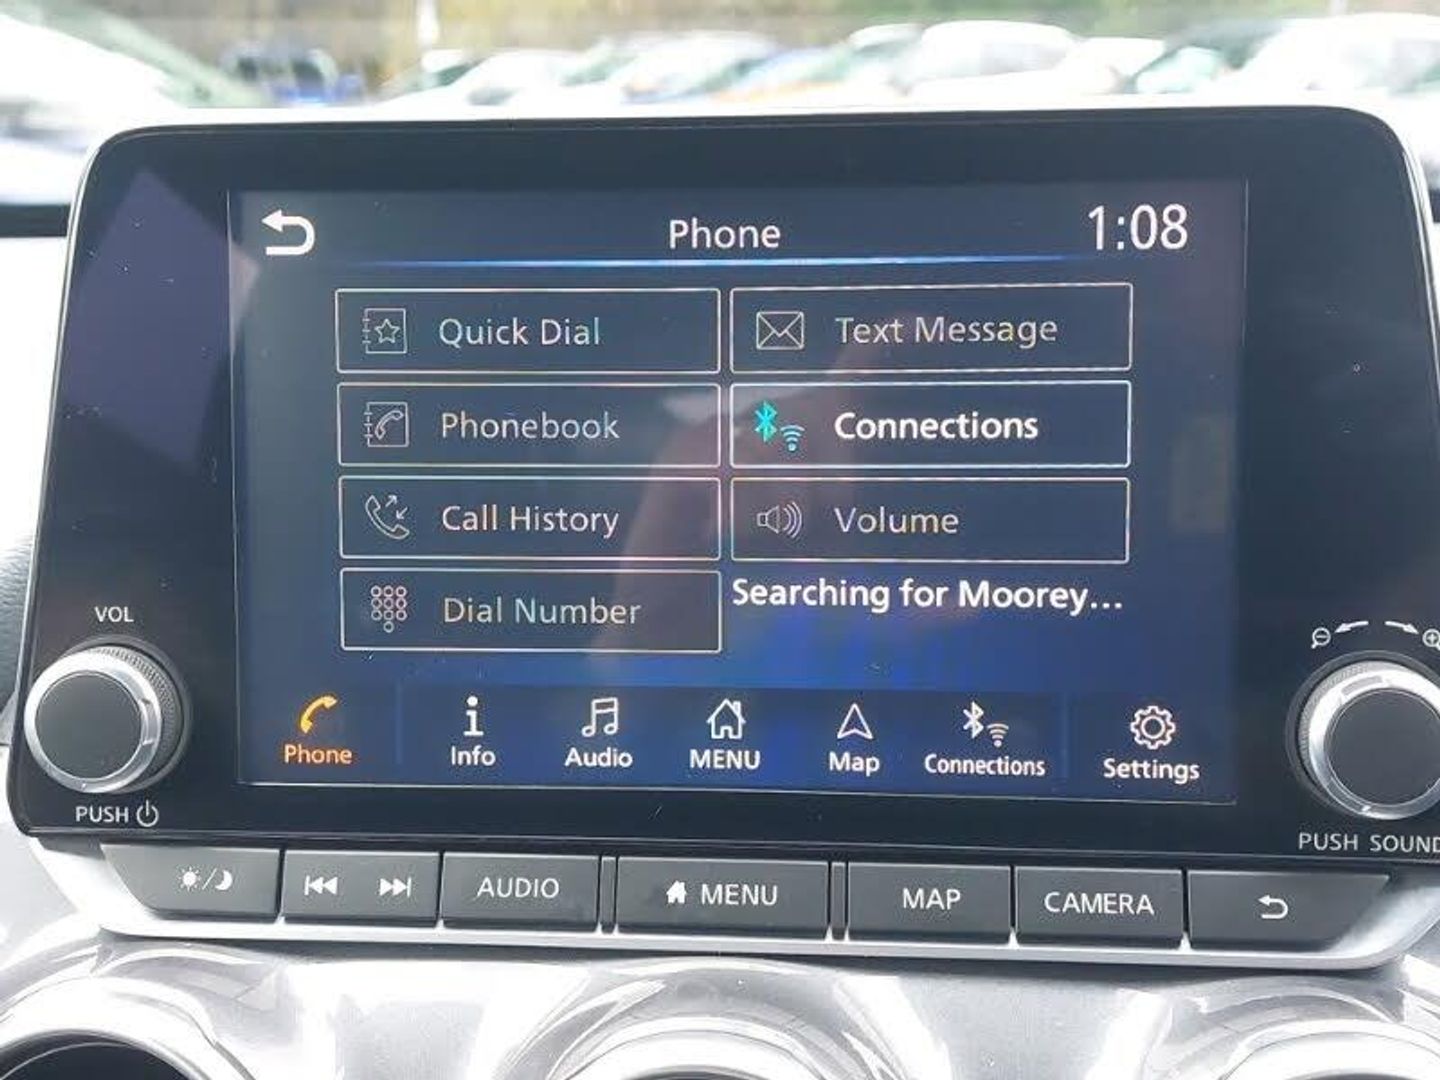 Phone
1:08
Quick Dial
Text Message
Phonebook
Connections
Call History
Volume
Dial Number
Searching for Moorey...
VOL
Phone
Info
Audio
MENU
Map
Connections
Settings
PUSH
PUSH SOUND
AUDIO
MENU
MAP
CAMERA